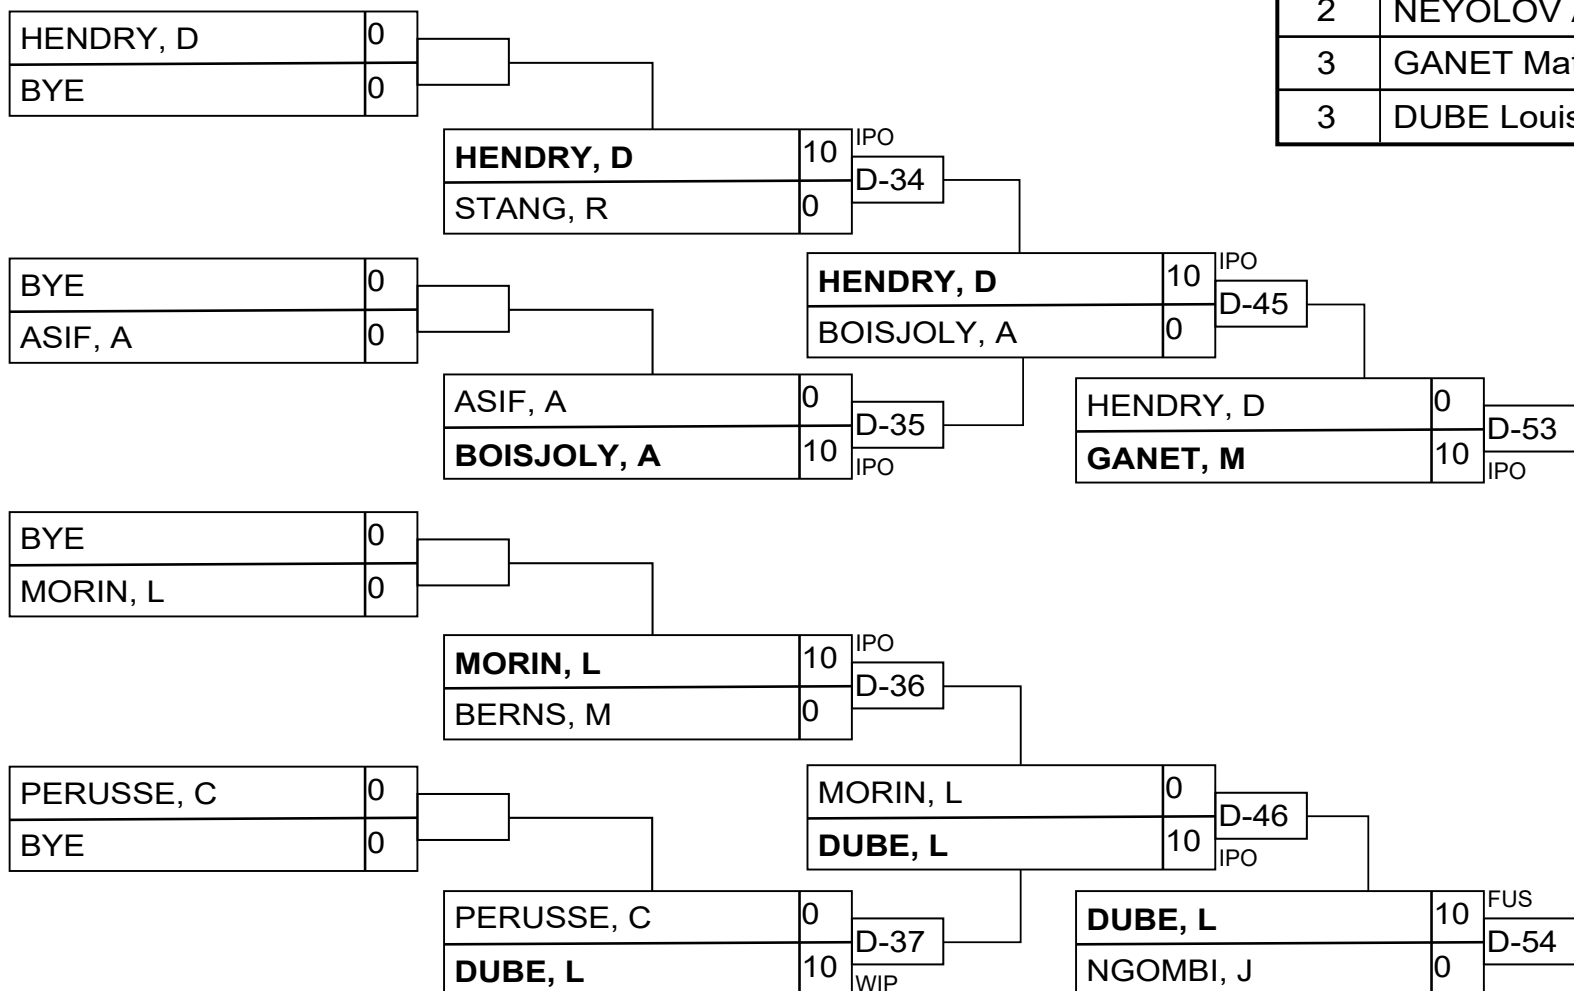 2 NEYOLOV
3 GANET
3 DUBE
HENDRY, D 0
BYE 0
IPO
HENDRY, D 10
D-34
STANG, R 0
BYE 0
ASIF, A 0
IPO
HENDRY, D 10
D-45
BOISJOLY, A 0
ASIF, A 0
D-35
BOISJOLY, A 10
IPO
HENDRY, D 0
D-53
GANET, M 10
IPO
BYE 0
MORIN, L 0
IPO
MORIN, L 10
D-36
BERNS, M 0
PERUSSE, C 0
BYE 0
MORIN, L 0
D-46
DUBE, L 10
IPO
PERUSSE, C 0
D-37
DUBE, L 10
WIP
FUS
DUBE, L 10
D-54
NGOMBI, J 0